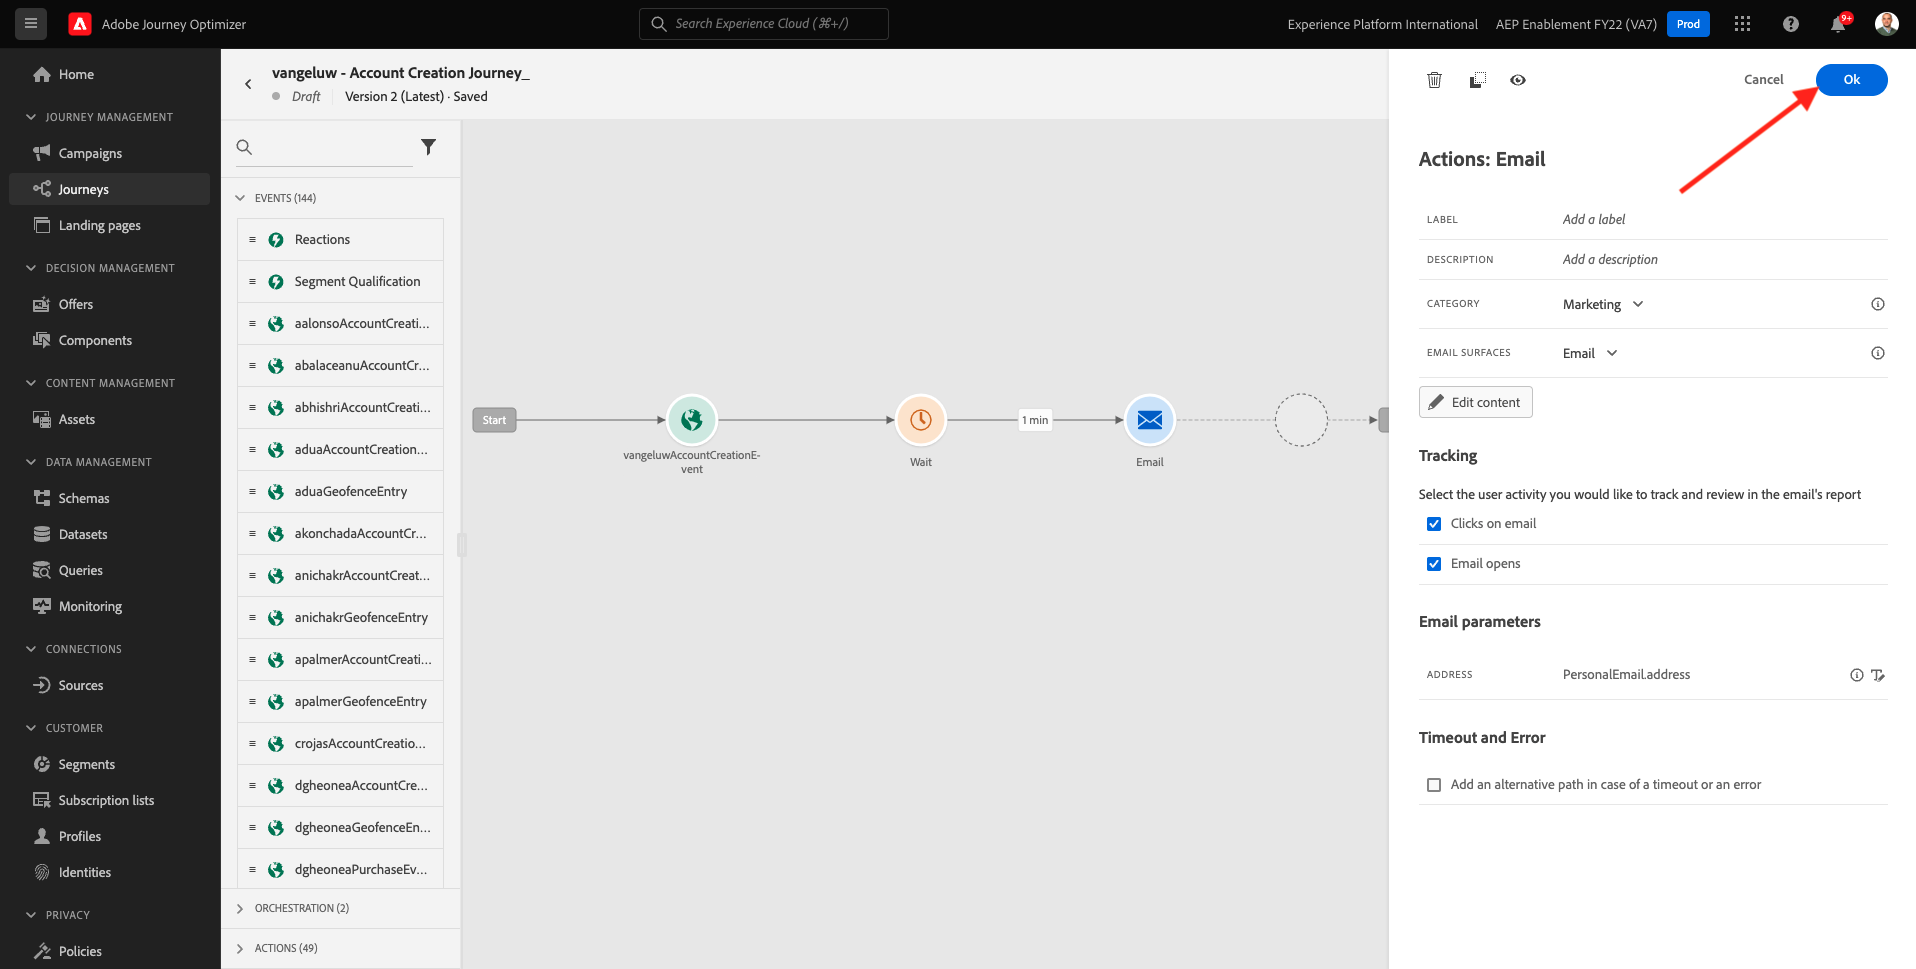 Adobe Journey Optimizer
Search Experience Cloud (⌘+/)
Experience Platform International
AEP Enablement FY22 (VA7)
Prod
9+
Home
JOURNEY MANAGEMENT
Campaigns
Journeys
Landing pages
DECISION MANAGEMENT
Offers
Components
CONTENT MANAGEMENT
Assets
DATA MANAGEMENT
Schemas
Datasets
Queries
Monitoring
CONNECTIONS
Sources
CUSTOMER
Segments
Subscription lists
Profiles
Identities
PRIVACY
Policies
vangeluw - Account Creation Journey_
Draft
Version 2 (Latest) · Saved
EVENTS (144)
Reactions
Segment Qualification
aalonsoAccountCreati...
abalaceanuAccountCr...
abhishriAccountCreati...
aduaAccountCreation...
aduaGeofenceEntry
akonchadaAccountCr...
anichakrAccountCreat...
anichakrGeofenceEntry
apalmerAccountCreati...
apalmerGeofenceEntry
crojasAccountCreatio...
dgheoneaAccountCre...
dgheoneaGeofenceEn...
dgheoneaPurchaseEv...
ORCHESTRATION (2)
ACTIONS (49)
Start
vangeluwAccountCreationE-
vent
Wait
1 min
Email
Cancel
Ok
Actions: Email
LABEL
Add a label
DESCRIPTION
Add a description
CATEGORY
Marketing
EMAIL SURFACES
Email
Edit content
Tracking
Select the user activity you would like to track and review in the email's report
Clicks on email
Email opens
Email parameters
ADDRESS
PersonalEmail.address
Timeout and Error
Add an alternative path in case of a timeout or an error